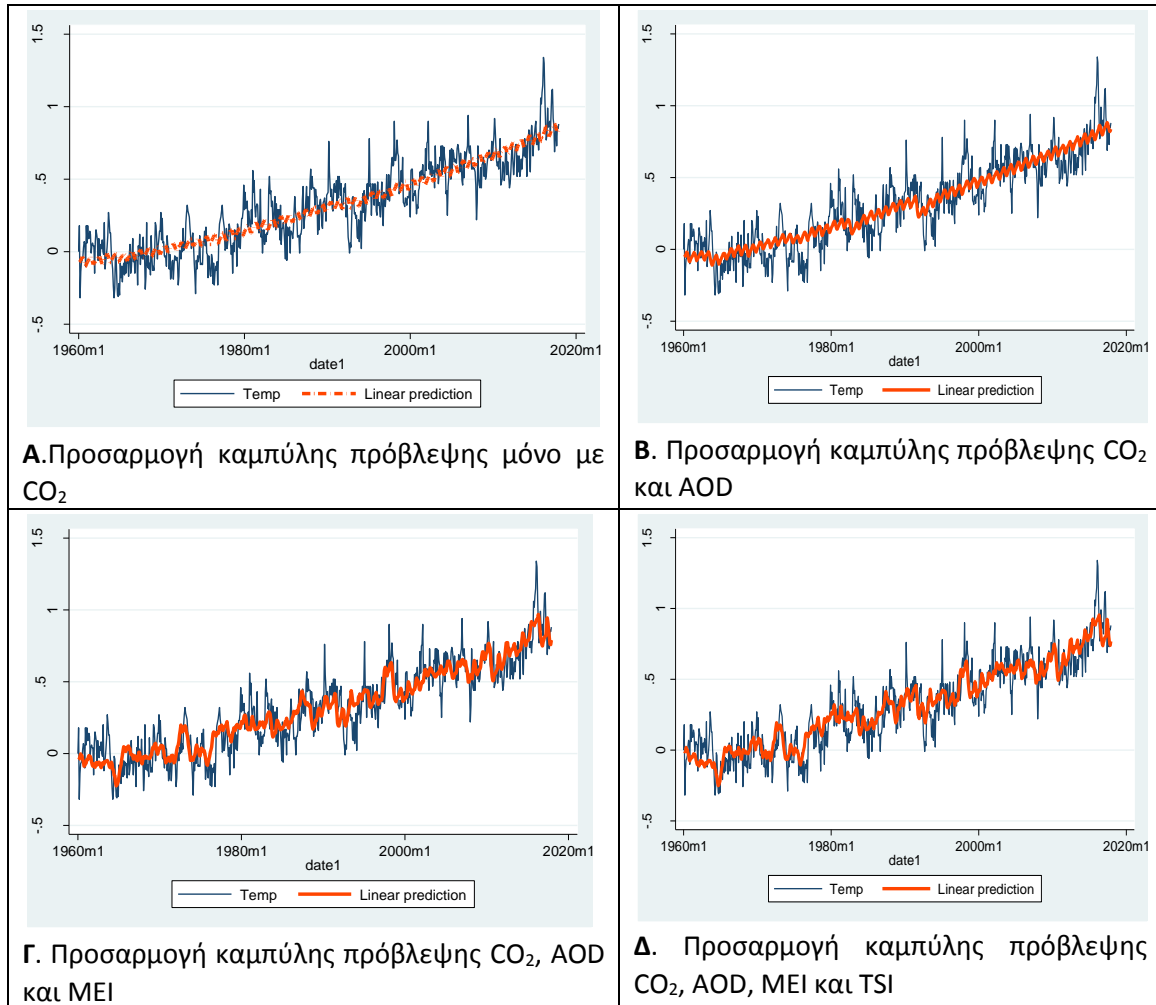 1.5
1
.5
0
-.5
1960m1 1980m1 2000m1 2020m1
date1
Temp Linear prediction
Α.Προσαρμογή καμπύλης πρόβλεψης μόνο με
CO₂
1.5
1
.5
0
-.5
1960m1 1980m1 2000m1 2020m1
date1
Temp Linear prediction
Β. Προσαρμογή καμπύλης πρόβλεψης CO₂
και AOD
1.5
1
.5
0
-.5
1960m1 1980m1 2000m1 2020m1
date1
Temp Linear prediction
Γ. Προσαρμογή καμπύλης πρόβλεψης CO₂, AOD
και MEI
1.5
1
.5
0
-.5
1960m1 1980m1 2000m1 2020m1
date1
Temp Linear prediction
Δ. Προσαρμογή καμπύλης πρόβλεψης
CO₂, AOD, MEI και TSI